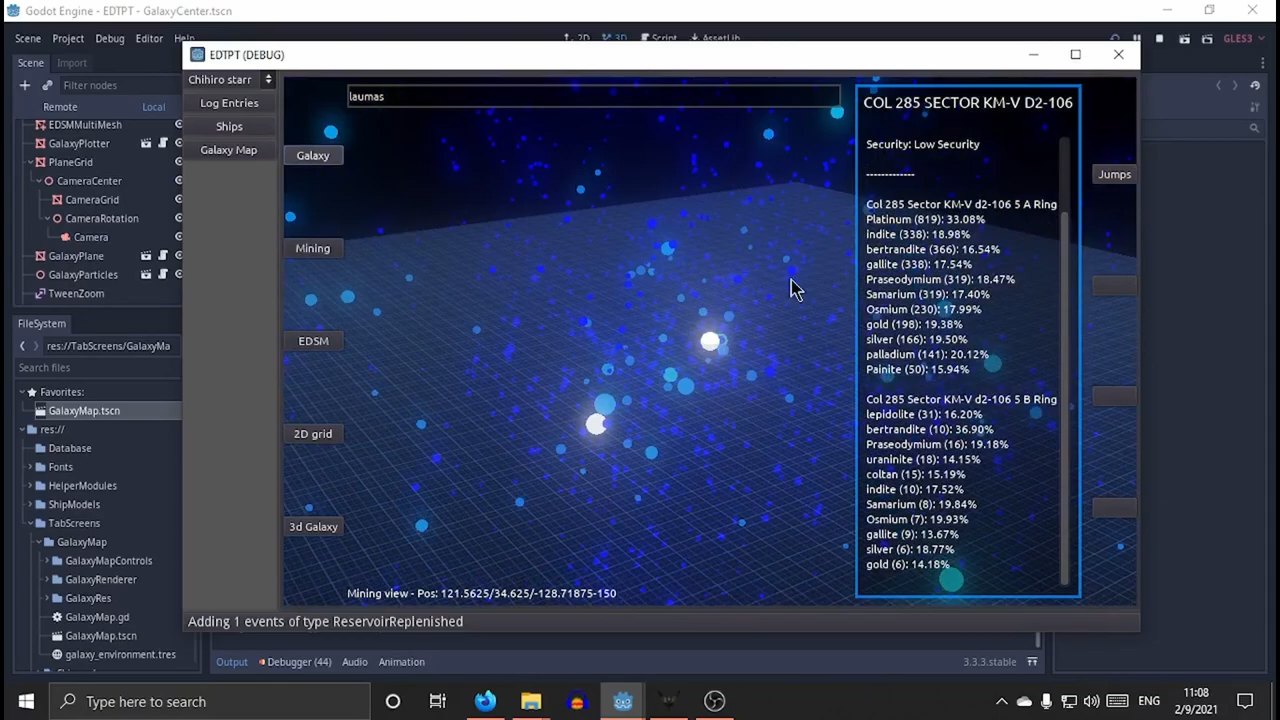 Godot Engine - EDTPT - GalaxyCenter.tscn
Scene Project Debug Editor
2D 3D Script AssetLib
GLES3
EDTPT (DEBUG)
Scene Import
Filter nodes
Remote Local
EDSMMultiMesh
GalaxyPlotter
PlaneGrid
CameraCenter
CameraGrid
CameraRotation
Camera
GalaxyPlane
GalaxyParticles
TweenZoom
FileSystem
res://TabScreens/GalaxyMa
Search files
Favorites:
GalaxyMap.tscn
res://
Database
Fonts
HelperModules
ShipModels
TabScreens
GalaxyMap
GalaxyMapControls
GalaxyRenderer
GalaxyRes
GalaxyMap.gd
GalaxyMap.tscn
galaxy_environment.tres
Chihiro starr
Log Entries
Ships
Galaxy Map
laumas
Galaxy
Mining
EDSM
2D grid
3d Galaxy
Jumps
COL 285 SECTOR KM-V D2-106
Security: Low Security
-------------
Col 285 Sector KM-V d2-106 5 A Ring
Platinum (819): 33.08%
indite (338): 18.98%
bertrandite (366): 16.54%
gallite (338): 17.54%
Praseodymium (319): 18.47%
Samarium (319): 17.40%
Osmium (230): 17.99%
gold (198): 19.38%
silver (166): 19.50%
palladium (141): 20.12%
Painite (50): 15.94%
Col 285 Sector KM-V d2-106 5 B Ring
lepidolite (31): 16.20%
bertrandite (10): 36.90%
Praseodymium (16): 19.18%
uraninite (18): 14.15%
coltan (15): 15.19%
indite (10): 17.52%
Samarium (8): 19.84%
Osmium (7): 19.93%
gallite (9): 13.67%
silver (6): 18.77%
gold (6): 14.18%
Mining view - Pos: 121.5625/34.625/-128.71875-150
Adding 1 events of type ReservoirReplenished
Output Debugger (44) Audio Animation
3.3.3.stable
Type here to search
ENG
11:08
2/9/2021